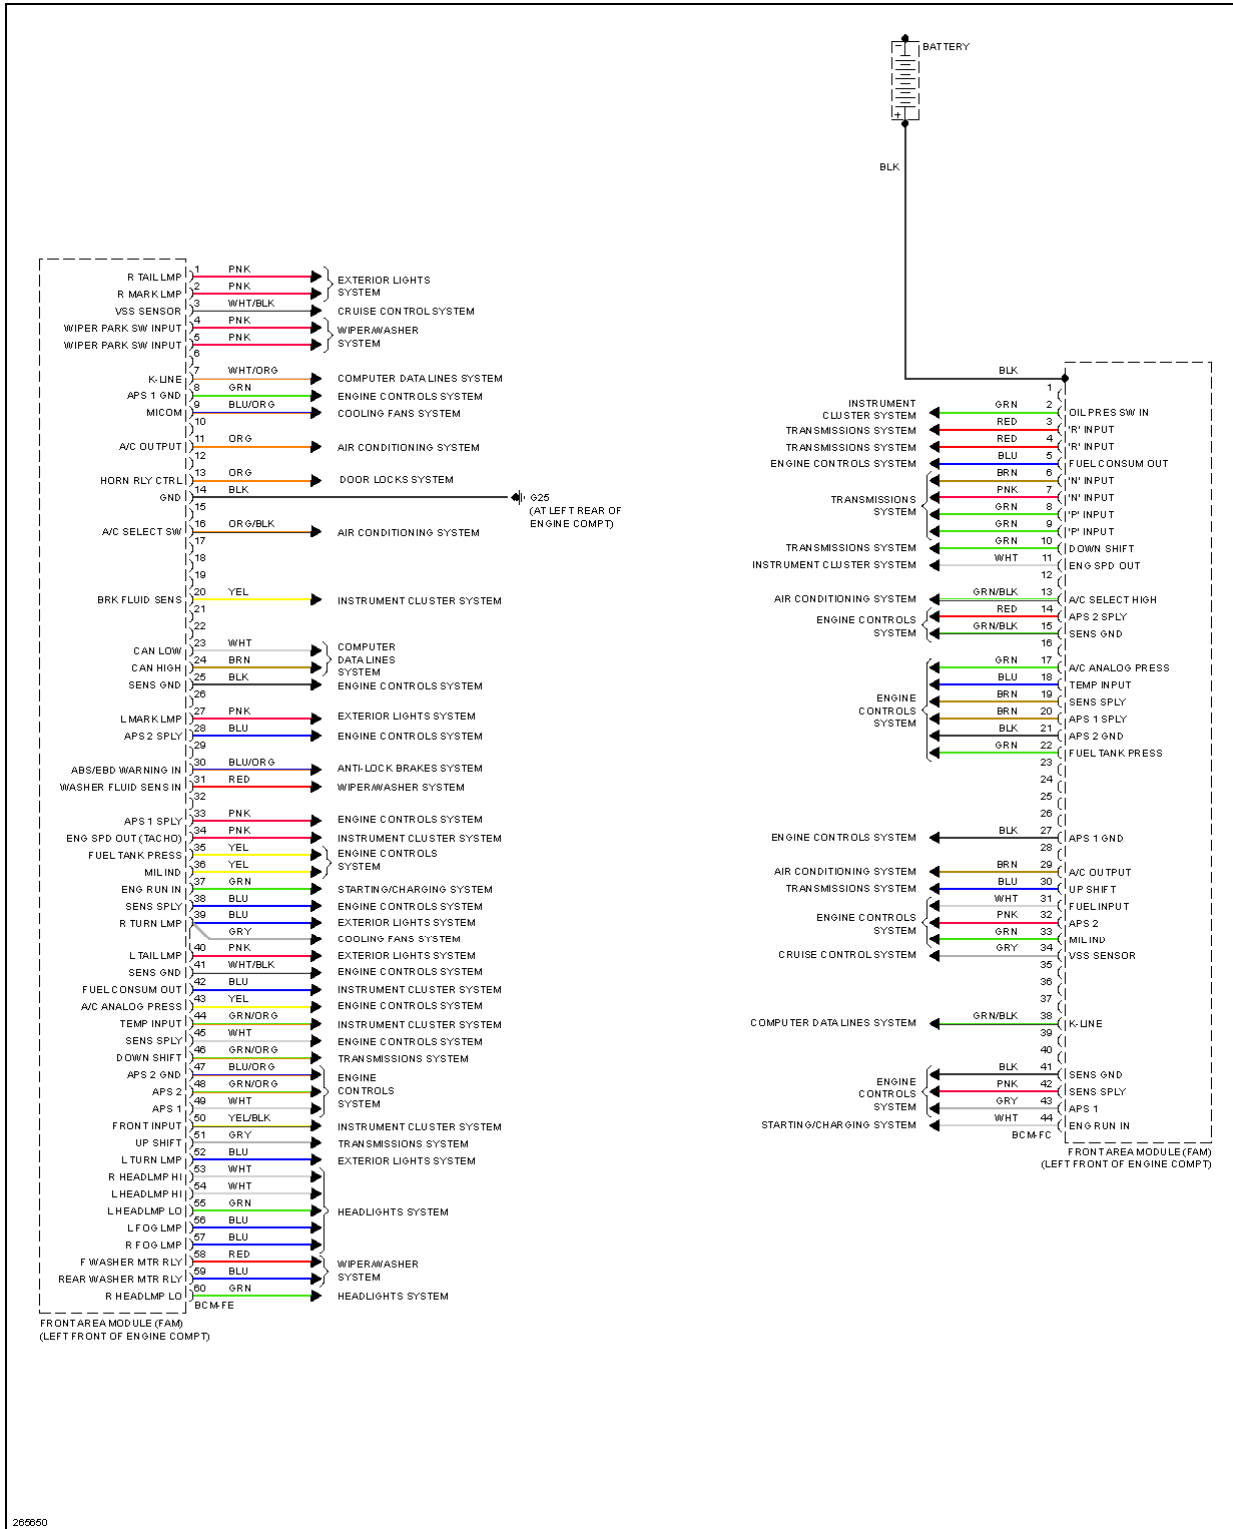 BATTERY
BLK
R TAIL LMP 1 PNK
R MARK LMP 2 PNK
EXTERIOR LIGHTS
SYSTEM
VSS SENSOR 3 WHT/BLK CRUISE CONTROL SYSTEM
WIPER PARK SW INPUT 4 PNK
WIPER PARK SW INPUT 5 PNK
WIPER/WASHER
SYSTEM
6
K-LINE 7 WHT/ORG COMPUTER DATA LINES SYSTEM
APS 1 GND 8 GRN ENGINE CONTROLS SYSTEM
MICOM 9 BLU/ORG COOLING FANS SYSTEM
10
A/C OUTPUT 11 ORG AIR CONDITIONING SYSTEM
12
HORN RLY CTRL 13 ORG DOOR LOCKS SYSTEM
GND 14 BLK G25
(AT LEFT REAR OF
ENGINE COMPT)
15
A/C SELECT SW 16 ORG/BLK AIR CONDITIONING SYSTEM
17
18
19
BRK FLUID SENS 20 YEL INSTRUMENT CLUSTER SYSTEM
21
22
CAN LOW 23 WHT
CAN HIGH 24 BRN
COMPUTER
DATA LINES
SYSTEM
SENS GND 25 BLK ENGINE CONTROLS SYSTEM
26
L MARK LMP 27 PNK EXTERIOR LIGHTS SYSTEM
APS 2 SPLY 28 BLU ENGINE CONTROLS SYSTEM
29
ABS/EBD WARNING IN 30 BLU/ORG ANTI-LOCK BRAKES SYSTEM
WASHER FLUID SENS IN 31 RED WIPER/WASHER SYSTEM
32
APS 1 SPLY 33 PNK ENGINE CONTROLS SYSTEM
ENG SPD OUT (TACHO) 34 PNK INSTRUMENT CLUSTER SYSTEM
FUEL TANK PRESS 35 YEL
MIL IND 36 YEL
ENGINE CONTROLS
SYSTEM
ENG RUN IN 37 GRN STARTING/CHARGING SYSTEM
SENS SPLY 38 BLU ENGINE CONTROLS SYSTEM
R TURN LMP 39 BLU EXTERIOR LIGHTS SYSTEM
GRY COOLING FANS SYSTEM
L TAIL LMP 40 PNK EXTERIOR LIGHTS SYSTEM
SENS GND 41 WHT/BLK ENGINE CONTROLS SYSTEM
FUEL CONSUM OUT 42 BLU INSTRUMENT CLUSTER SYSTEM
A/C ANALOG PRESS 43 YEL ENGINE CONTROLS SYSTEM
TEMP INPUT 44 GRN/ORG INSTRUMENT CLUSTER SYSTEM
SENS SPLY 45 WHT ENGINE CONTROLS SYSTEM
DOWN SHIFT 46 GRN/ORG TRANSMISSIONS SYSTEM
APS 2 GND 47 BLU/ORG
APS 2 48 GRN/ORG
APS 1 49 WHT
ENGINE
CONTROLS
SYSTEM
FRONT INPUT 50 YEL/BLK INSTRUMENT CLUSTER SYSTEM
UP SHIFT 51 GRY TRANSMISSIONS SYSTEM
L TURN LMP 52 BLU EXTERIOR LIGHTS SYSTEM
R HEADLMP HI 53 WHT
L HEADLMP HI 54 WHT
L HEADLMP LO 55 GRN
L FOG LMP 56 BLU
R FOG LMP 57 BLU
HEADLIGHTS SYSTEM
F WASHER MTR RLY 58 RED
REAR WASHER MTR RLY 59 BLU
WIPER/WASHER
SYSTEM
R HEADLMP LO 60 GRN HEADLIGHTS SYSTEM
BCM-FE
FRONT AREA MODULE (FAM)
(LEFT FRONT OF ENGINE COMPT)
BLK
1
INSTRUMENT
CLUSTER SYSTEM GRN 2 OIL PRES SW IN
TRANSMISSIONS SYSTEM RED 3 'R' INPUT
TRANSMISSIONS SYSTEM RED 4 'R' INPUT
ENGINE CONTROLS SYSTEM BLU 5 FUEL CONSUM OUT
TRANSMISSIONS
SYSTEM
BRN 6 'N' INPUT
PNK 7 'N' INPUT
GRN 8 'P' INPUT
GRN 9 'P' INPUT
TRANSMISSIONS SYSTEM GRN 10 DOWN SHIFT
INSTRUMENT CLUSTER SYSTEM WHT 11 ENG SPD OUT
12
AIR CONDITIONING SYSTEM GRN/BLK 13 A/C SELECT HIGH
ENGINE CONTROLS
SYSTEM
RED 14 APS 2 SPLY
GRN/BLK 15 SENS GND
16
ENGINE
CONTROLS
SYSTEM
GRN 17 A/C ANALOG PRESS
BLU 18 TEMP INPUT
BRN 19 SENS SPLY
BRN 20 APS 1 SPLY
BLK 21 APS 2 GND
GRN 22 FUEL TANK PRESS
23
24
25
26
ENGINE CONTROLS SYSTEM BLK 27 APS 1 GND
28
AIR CONDITIONING SYSTEM BRN 29 A/C OUTPUT
TRANSMISSIONS SYSTEM BLU 30 UP SHIFT
ENGINE CONTROLS
SYSTEM
WHT 31 FUEL INPUT
PNK 32 APS 2
GRN 33 MIL IND
CRUISE CONTROL SYSTEM GRY 34 VSS SENSOR
35
36
37
COMPUTER DATA LINES SYSTEM GRN/BLK 38 K-LINE
39
40
ENGINE
CONTROLS
SYSTEM
BLK 41 SENS GND
PNK 42 SENS SPLY
GRY 43 APS 1
STARTING/CHARGING SYSTEM WHT 44 ENG RUN IN
BCM-FC
FRONT AREA MODULE (FAM)
(LEFT FRONT OF ENGINE COMPT)
265650